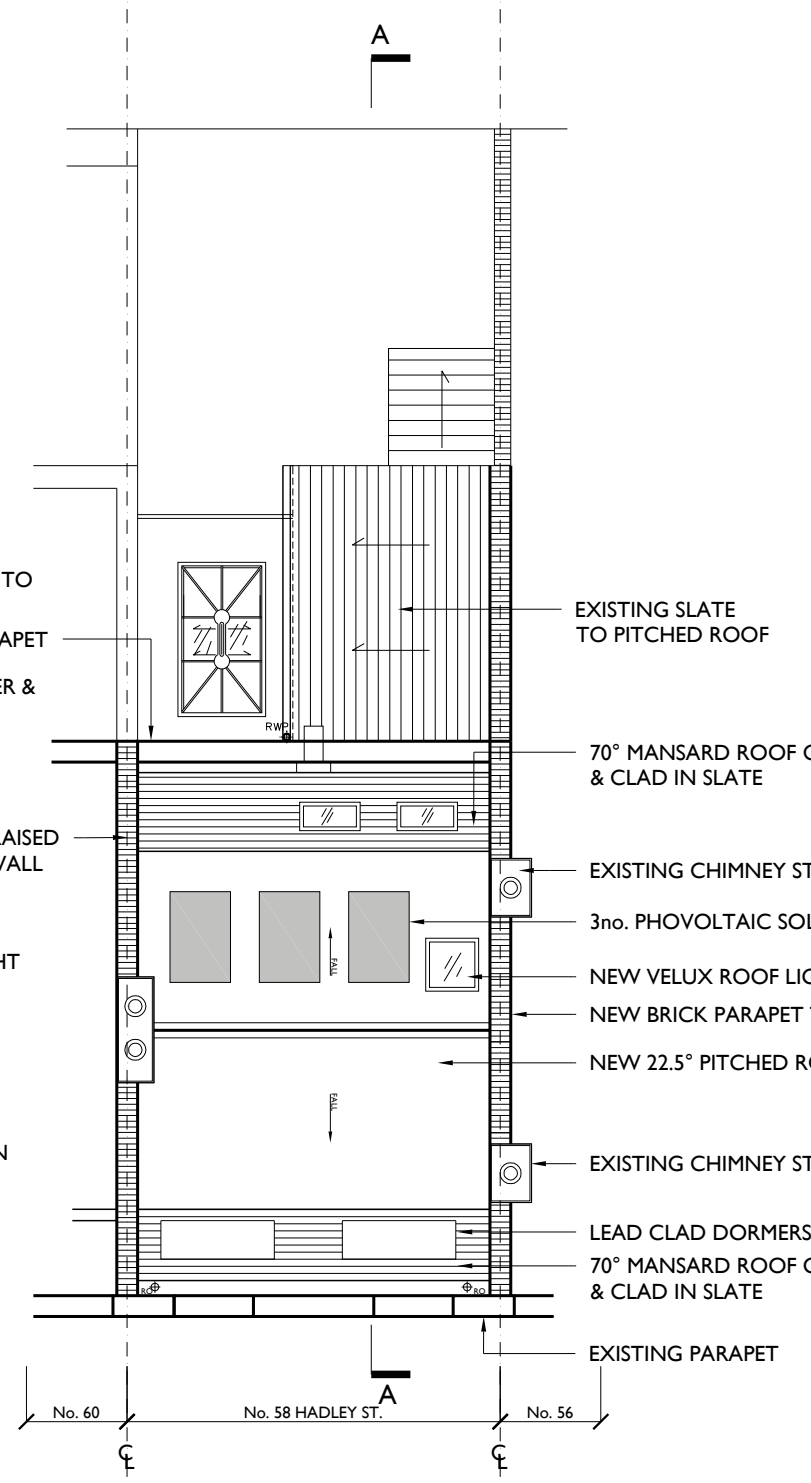 A
TO
APET
ER &
EXISTING SLATE
TO PITCHED ROOF
RWP
70° MANSARD ROOF
& CLAD IN SLATE
AISED
VALL
EXISTING CHIMNEY ST
3no. PHOVOLTAIC SOL
HT
FALL
NEW VELUX ROOF LIG
NEW BRICK PARAPET
NEW 22.5° PITCHED RO
FALL
N
EXISTING CHIMNEY ST
LEAD CLAD DORMERS
70° MANSARD ROOF
& CLAD IN SLATE
RO
RO
EXISTING PARAPET
A
No. 60
No. 58 HADLEY ST.
No. 56
℄
℄